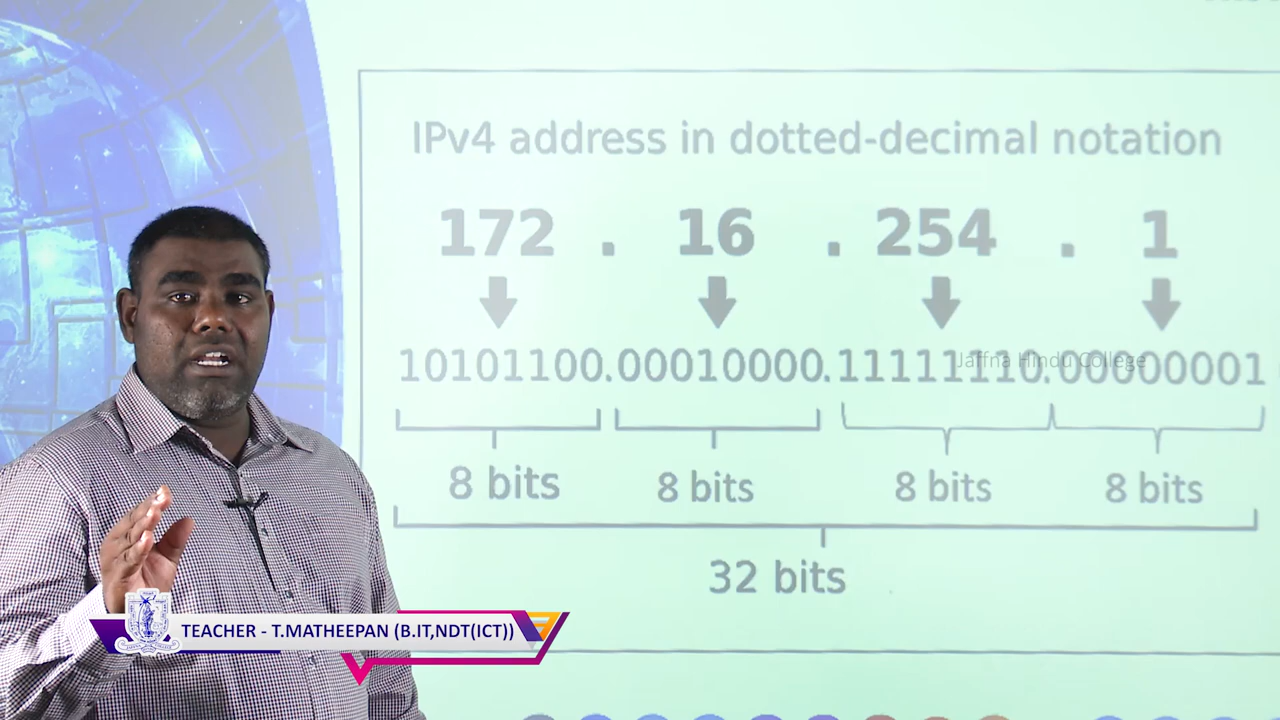 IPv4 address in dotted-decimal notation
172 . 16 . 254 . 1
10101100.00010000.11111110.00000001
Jaffna Hindu College
8 bits 8 bits 8 bits 8 bits
32 bits
TEACHER - T.MATHEEPAN (B.IT,NDT(ICT))